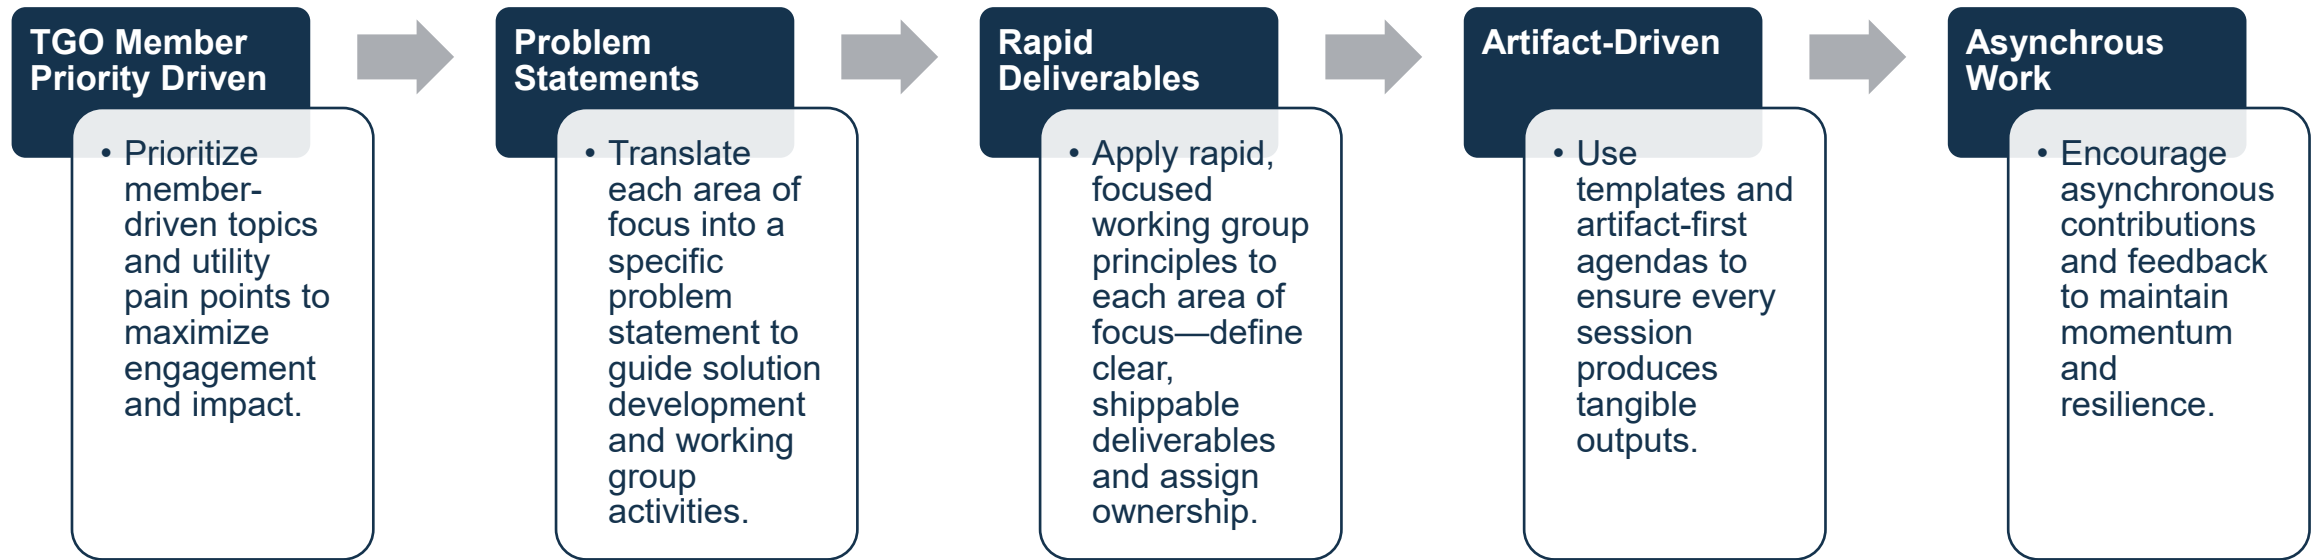 TGO Member
Priority Driven
• Prioritize
member-
driven topics
and utility
pain points to
maximize
engagement
and impact.
Problem
Statements
• Translate
each area of
focus into a
specific
problem
statement to
guide solution
development
and working
group
activities.
Rapid
Deliverables
• Apply rapid,
focused
working group
principles to
each area of
focus—define
clear,
shippable
deliverables
and assign
ownership.
Artifact-Driven
• Use
templates and
artifact-first
agendas to
ensure every
session
produces
tangible
outputs.
Asynchrous
Work
• Encourage
asynchronous
contributions
and feedback
to maintain
momentum
and
resilience.